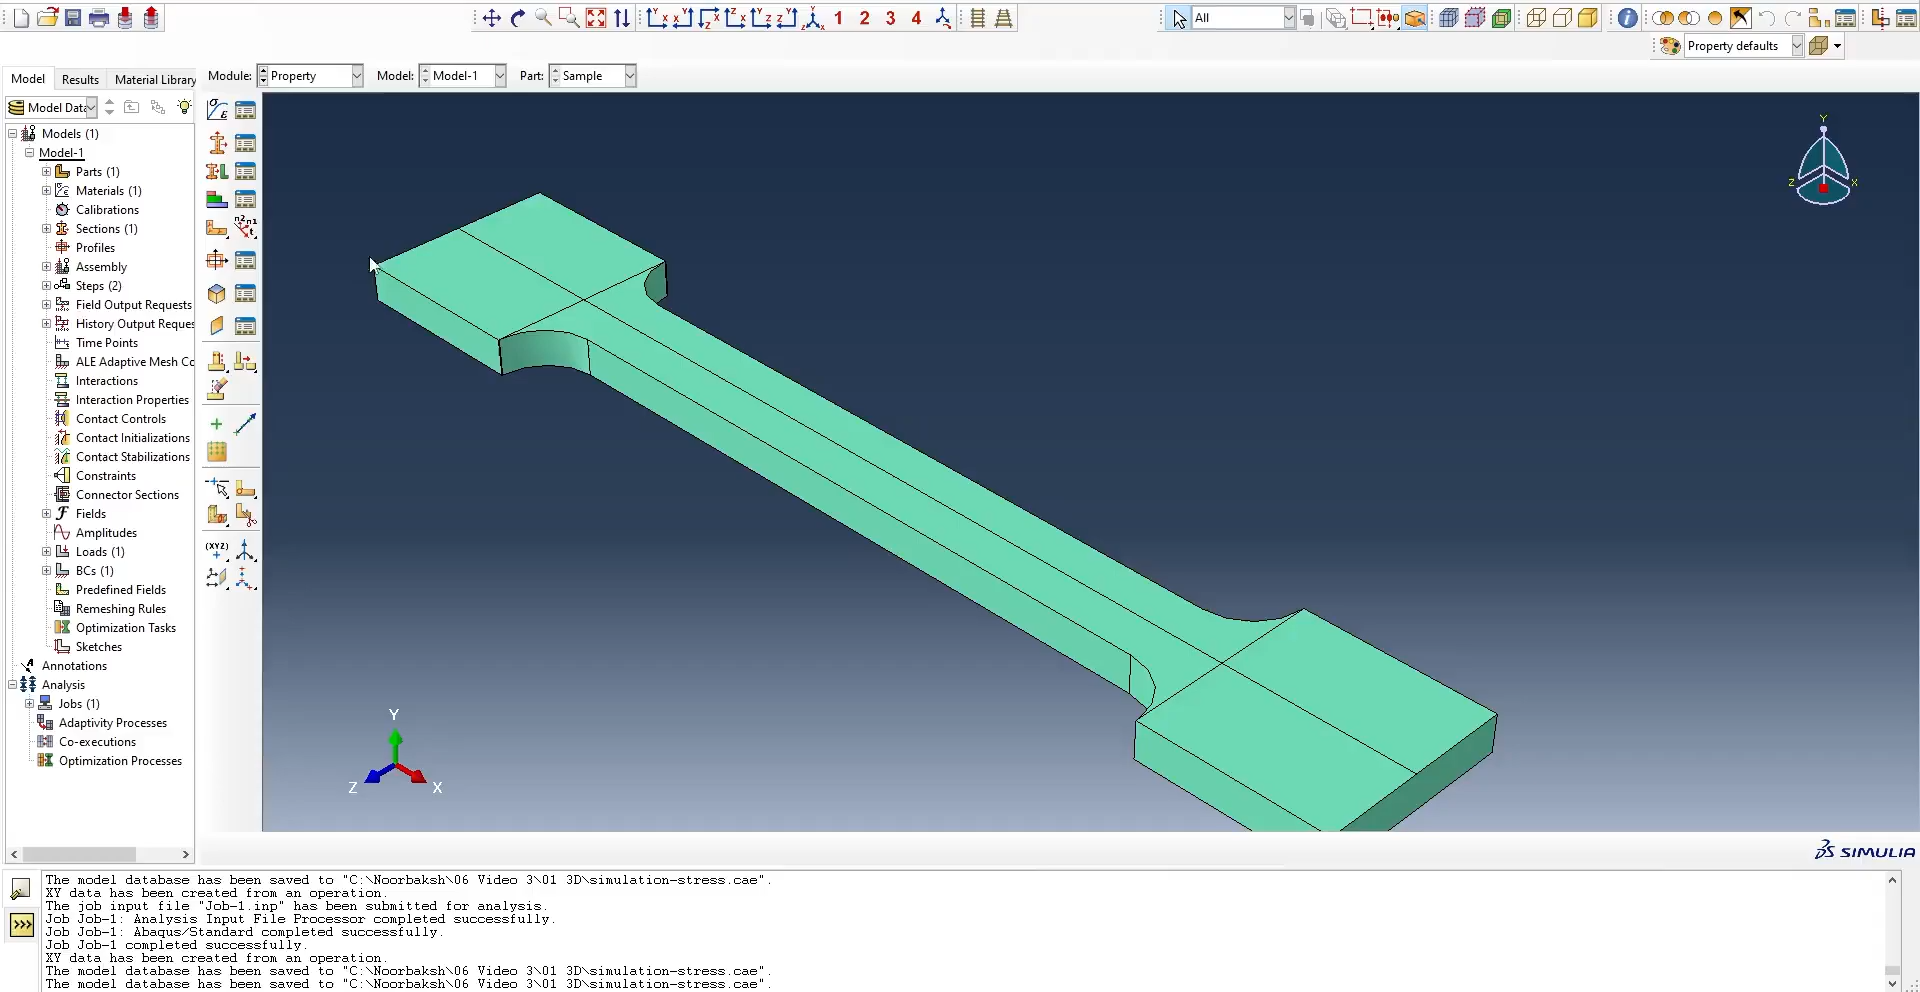 All
1 2 3 4
Property defaults
Model Results Material Library
Module: Property Model: Model-1 Part: Sample
Model Data
Models (1)
Model-1
Parts (1)
Materials (1)
Calibrations
Sections (1)
Profiles
Assembly
Steps (2)
Field Output Requests
History Output Reques
Time Points
ALE Adaptive Mesh Co
Interactions
Interaction Properties
Contact Controls
Contact Initializations
Contact Stabilizations
Constraints
Connector Sections
Fields
Amplitudes
Loads (1)
BCs (1)
Predefined Fields
Remeshing Rules
Optimization Tasks
Sketches
Annotations
Analysis
Jobs (1)
Adaptivity Processes
Co-executions
Optimization Processes
(XYZ)
Y
Z X
Y
Z X
SIMULIA
The model database has been saved to "C:\Noorbaksh\06 Video 3\01 3D\simulation-stress.cae".
XY data has been created from an operation.
The job input file "Job-1.inp" has been submitted for analysis.
Job Job-1: Analysis Input File Processor completed successfully.
Job Job-1: Abaqus/Standard completed successfully.
Job Job-1 completed successfully.
XY data has been created from an operation.
The model database has been saved to "C:\Noorbaksh\06 Video 3\01 3D\simulation-stress.cae".
The model database has been saved to "C:\Noorbaksh\06 Video 3\01 3D\simulation-stress.cae".